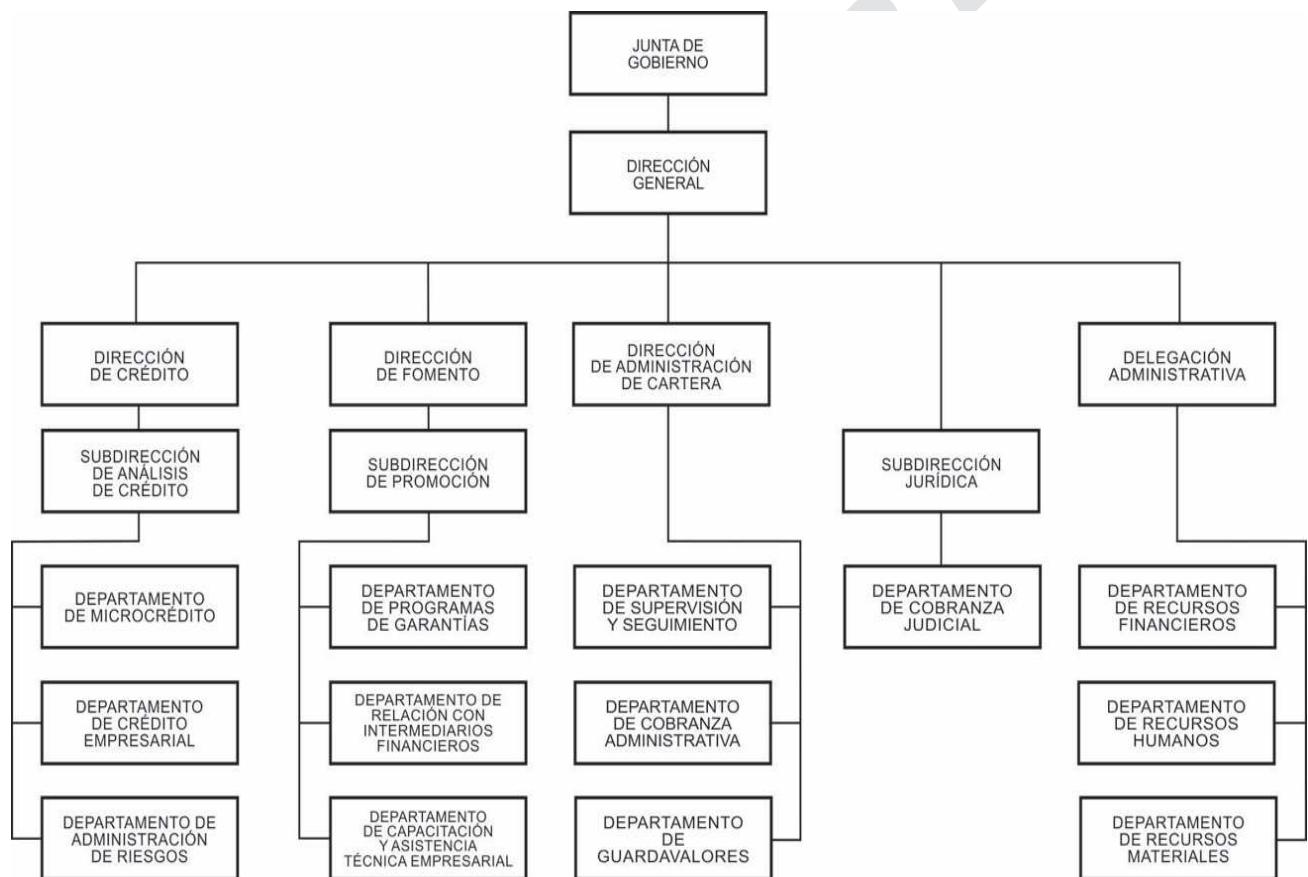 JUNTA DE
GOBIERNO
DIRECCIÓN
GENERAL
DIRECCIÓN
DE CRÉDITO
DIRECCIÓN
DE FOMENTO
DIRECCIÓN
DE ADMINISTRACIÓN
DE CARTERA
DELEGACIÓN
ADMINISTRATIVA
SUBDIRECCIÓN
DE ANÁLISIS
DE CRÉDITO
SUBDIRECCIÓN
DE PROMOCIÓN
SUBDIRECCIÓN
JURÍDICA
DEPARTAMENTO
DE MICROCRÉDITO
DEPARTAMENTO
DE PROGRAMAS
DE GARANTÍAS
DEPARTAMENTO
DE SUPERVISIÓN
Y SEGUIMIENTO
DEPARTAMENTO
DE COBRANZA
JUDICIAL
DEPARTAMENTO
DE RECURSOS
FINANCIEROS
DEPARTAMENTO
DE CRÉDITO
EMPRESARIAL
DEPARTAMENTO DE
RELACIÓN CON
INTERMEDIARIOS
FINANCIEROS
DEPARTAMENTO
DE COBRANZA
ADMINISTRATIVA
DEPARTAMENTO
DE RECURSOS
HUMANOS
DEPARTAMENTO DE
ADMINISTRACIÓN
DE RIESGOS
DEPARTAMENTO
DE CAPACITACIÓN
Y ASISTENCIA
TÉCNICA EMPRESARIAL
DEPARTAMENTO
DE
GUARDAVALORES
DEPARTAMENTO
DE RECURSOS
MATERIALES